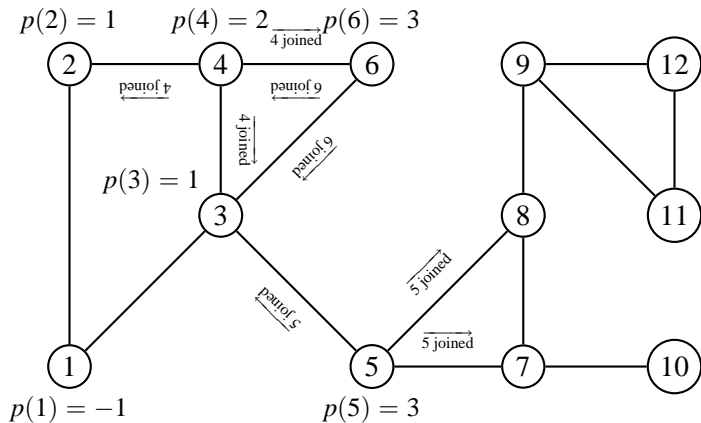 p(2) = 1
p(4) = 2
p(6) = 3
4 joined
2
4
6
9
12
4 joined
6 joined
4 joined
6 joined
p(3) = 1
3
8
11
5 joined
5 joined
5 joined
1
5
7
10
p(1) = −1
p(5) = 3